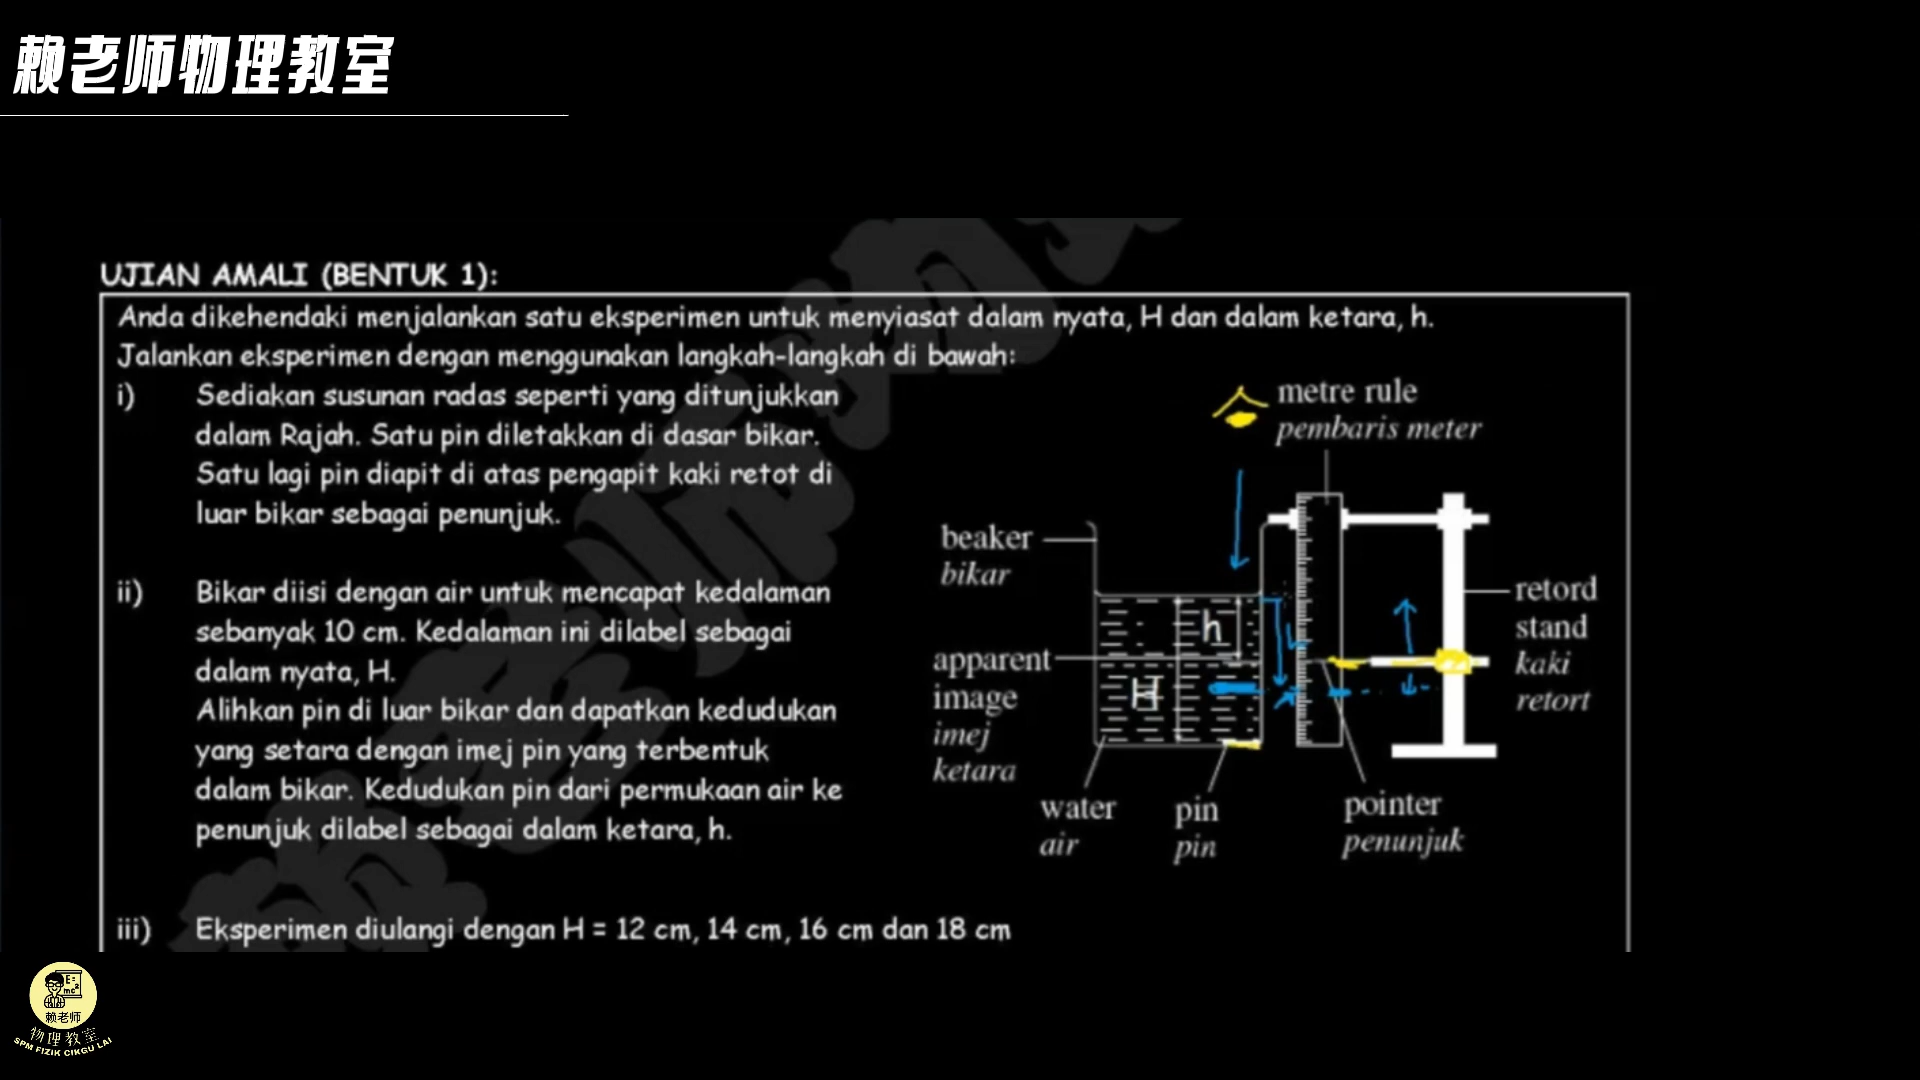 赖老师物理教室
UJIAN AMALI (BENTUK 1):
Anda dikehendaki menjalankan satu eksperimen untuk menyiasat dalam nyata, H dan dalam ketara, h.
Jalankan eksperimen dengan menggunakan langkah-langkah di bawah:
i) Sediakan susunan radas seperti yang ditunjukkan
dalam Rajah. Satu pin diletakkan di dasar bikar.
Satu lagi pin diapit di atas pengapit kaki retot di
luar bikar sebagai penunjuk.
ii) Bikar diisi dengan air untuk mencapat kedalaman
sebanyak 10 cm. Kedalaman ini dilabel sebagai
dalam nyata, H.
Alihkan pin di luar bikar dan dapatkan kedudukan
yang setara dengan imej pin yang terbentuk
dalam bikar. Kedudukan pin dari permukaan air ke
penunjuk dilabel sebagai dalam ketara, h.
iii) Eksperimen diulangi dengan H = 12 cm, 14 cm, 16 cm dan 18 cm
metre rule
pembaris meter
beaker
bikar
retord
stand
kaki
retort
h
apparent
image
imej
ketara
H
water
air
pin
pin
pointer
penunjuk
E=
mc²
赖老师
物理教室
SPM FIZIK CIKGU LAI